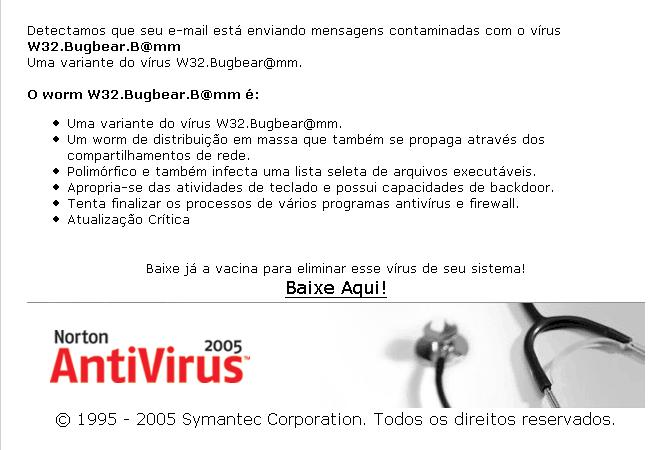 Detectamos que seu e-mail está enviando mensagens contaminadas com o vírus
W32.Bugbear.B@mm
Uma variante do vírus W32.Bugbear@mm.
O worm W32.Bugbear.B@mm é:
Uma variante do vírus W32.Bugbear@mm.
Um worm de distribuição em massa que também se propaga através dos
compartilhamentos de rede.
Polimórfico e também infecta uma lista seleta de arquivos executáveis.
Apropria-se das atividades de teclado e possui capacidades de backdoor.
Tenta finalizar os processos de vários programas antivírus e firewall.
Atualização Crítica
Baixe já a vacina para eliminar esse vírus de seu sistema!
Baixe Aqui!
Norton 2005
AntiVirus™
© 1995 - 2005 Symantec Corporation. Todos os direitos reservados.